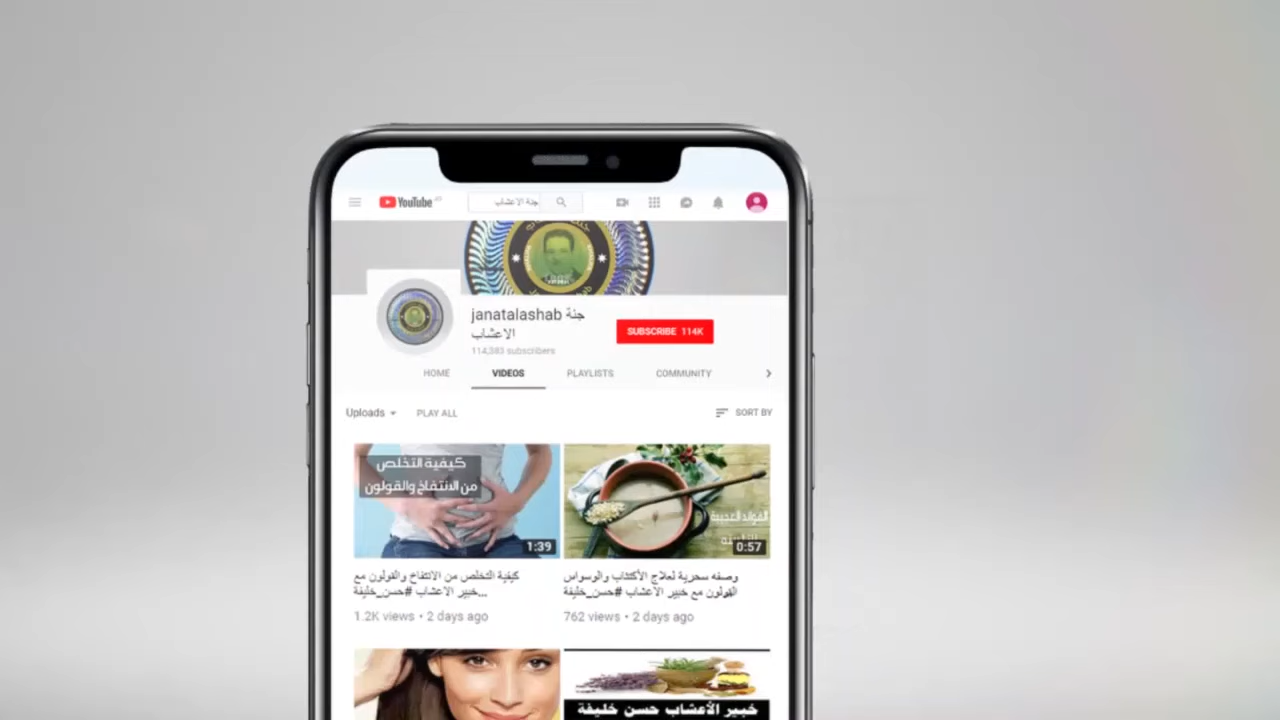 YouTube
جنة الاعشاب
janatalashab جنة
الاعشاب
SUBSCRIBE 114K
114,383 subscribers
HOME
VIDEOS
PLAYLISTS
COMMUNITY
Uploads
PLAY ALL
SORT BY
كيفية التخلص
من الانتفاخ والقولون
1:39
الفوائد العجيبة
0:57
كيفية التخلص من الانتفاخ والقولون مع
خبير الاعشاب #حسن_خليفة...
1.2K views • 2 days ago
وصفه سحرية لعلاج الأكتئاب والوسواس
القولون مع خبير الاعشاب #حسن_خليفة
762 views • 2 days ago
خبير الأعشاب حسن خليفة